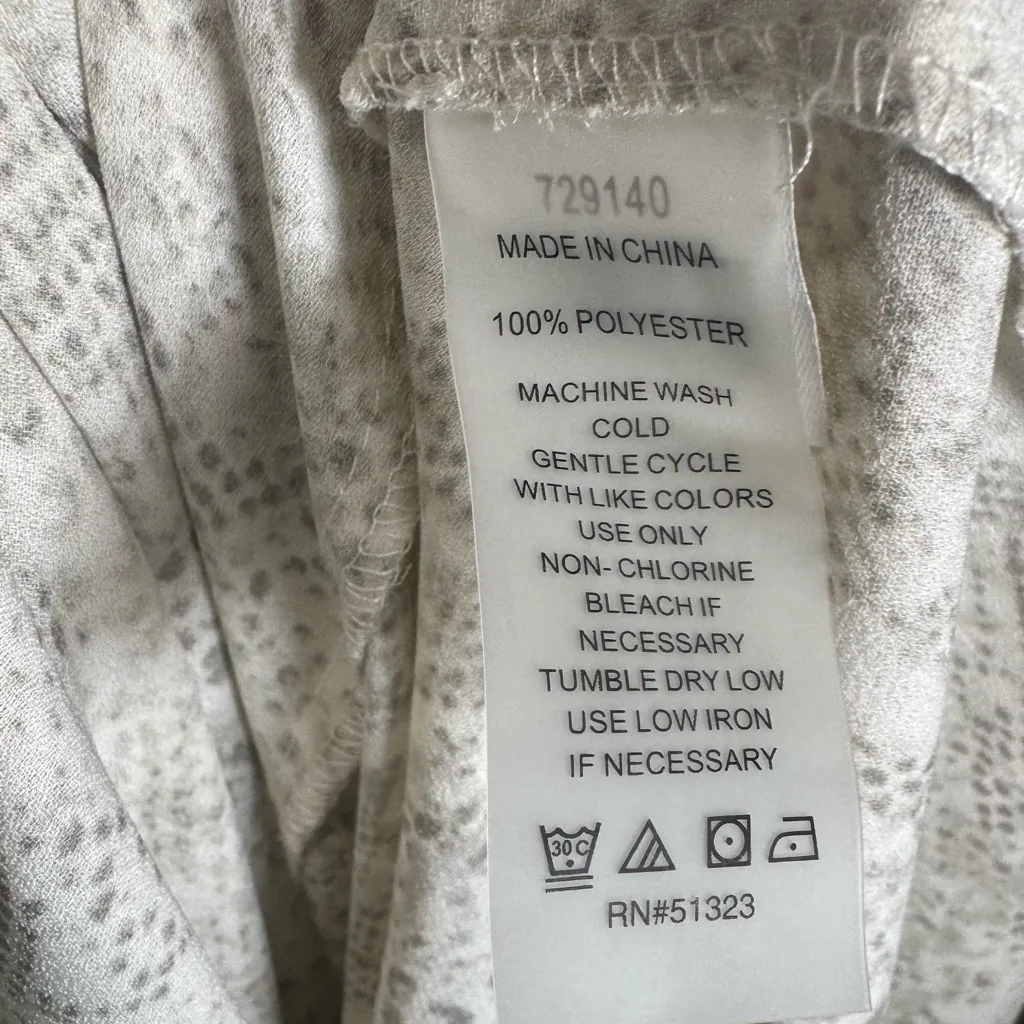 729140
MADE IN CHINA
100% POLYESTER
MACHINE WASH
COLD
GENTLE CYCLE
WITH LIKE COLORS
USE ONLY
NON- CHLORINE
BLEACH IF
NECESSARY
TUMBLE DRY LOW
USE LOW IRON
IF NECESSARY
30 C
RN#51323